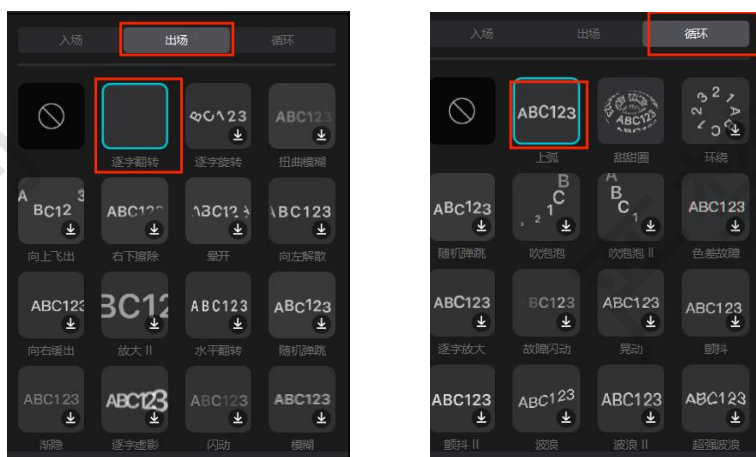 入场 出场 循环
ABC123 ABC123
逐字翻转 逐字旋转 扭曲模糊
ABC123 ABC123 ABC123 ABC123
向上飞出 右下擦除 晕开 向左解散
ABC123 BC12 ABC123 ABC123
向右缓出 放大 II 水平翻转 随机弹跳
ABC123 ABC123 ABC123 ABC123
渐隐 逐字虚影 闪动 模糊
入场 出场 循环
ABC123 ABC123
上弧 甜甜圈 环绕
ABC123 ABC123
随机弹跳 吹泡泡 吹泡泡 II 色差故障
ABC123 BC123 ABC123 ABC123
逐字放大 故障闪动 晃动 颤抖
ABC123 ABC123 ABC123 ABC123
颤抖 II 波浪 波浪 II 超强波浪